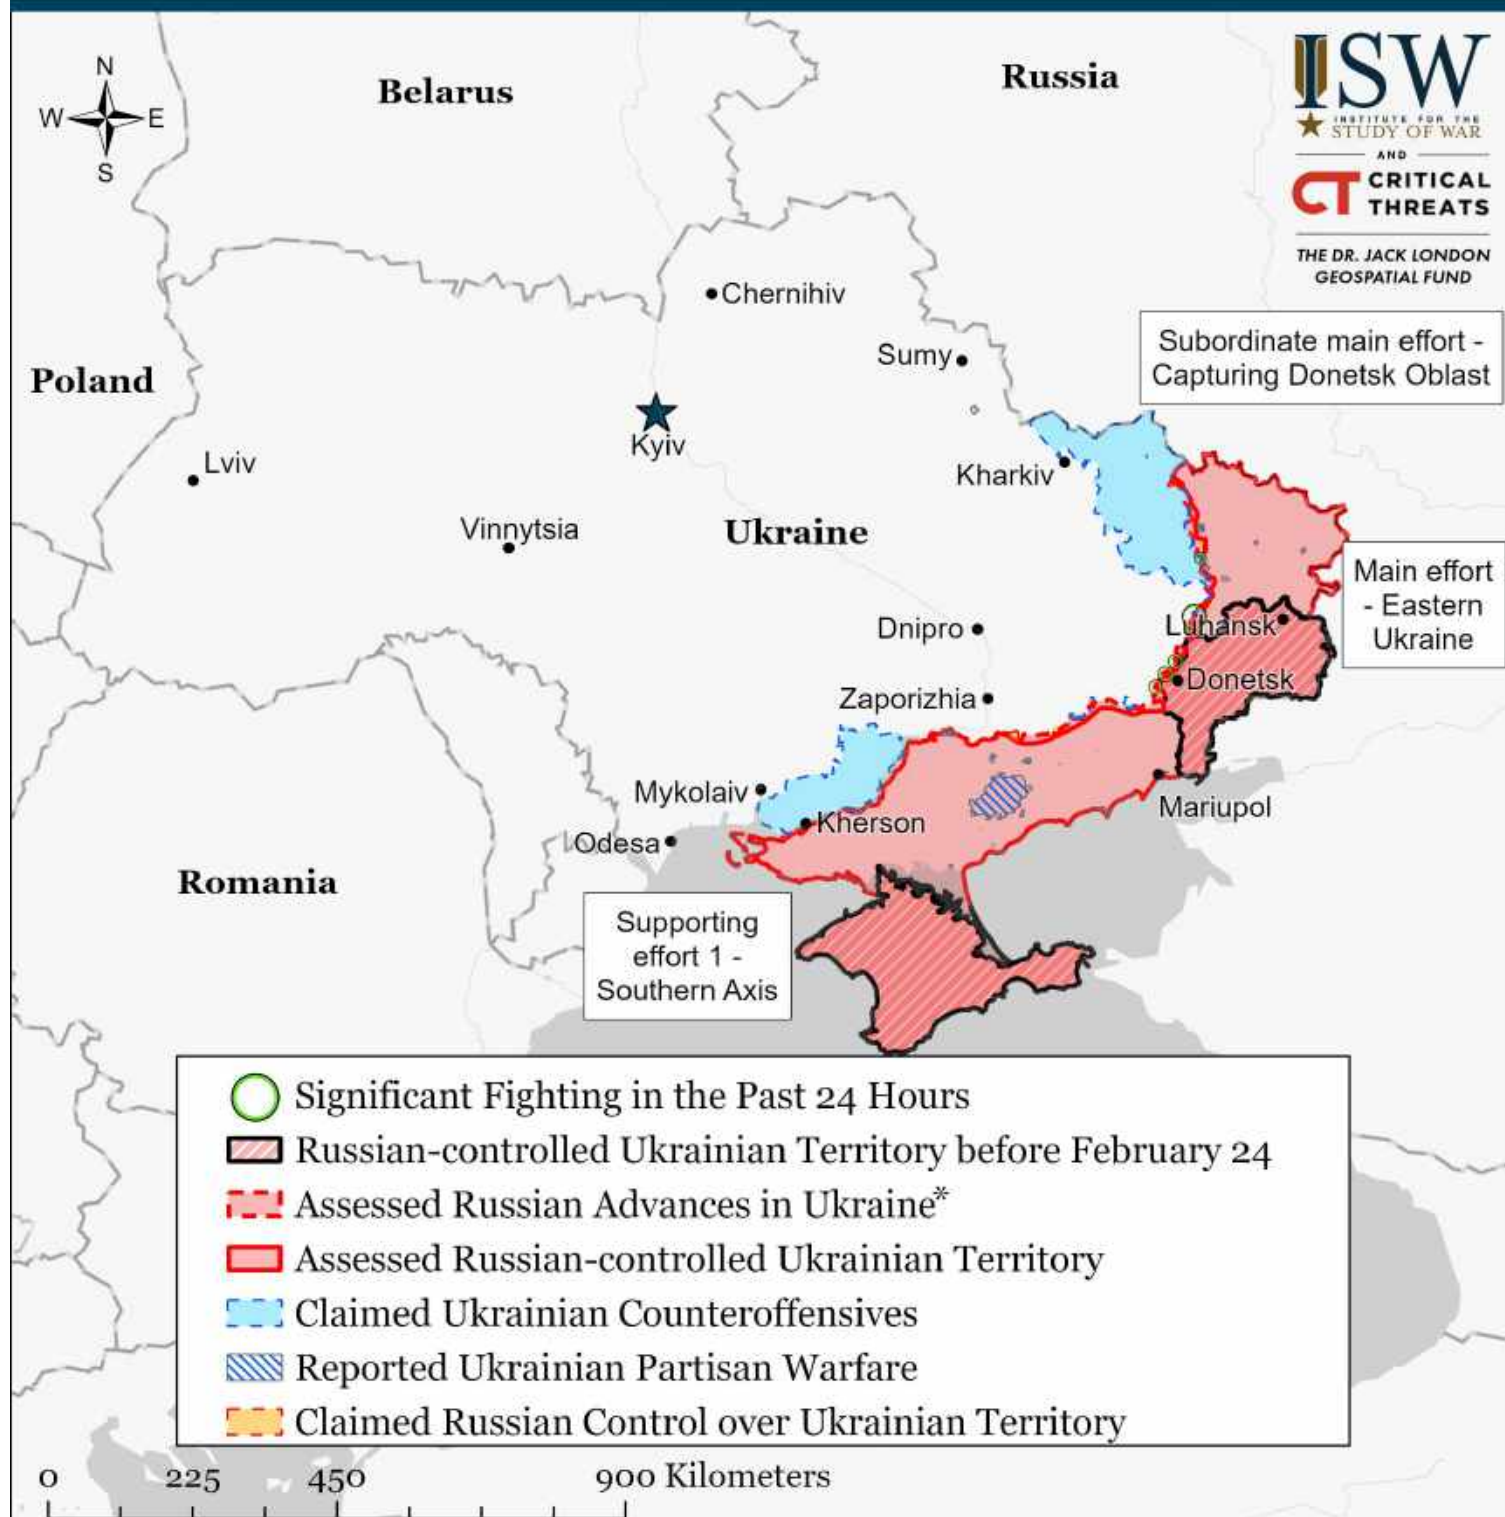 N
W
E
S
Belarus
Russia
ISW
INSTITUTE FOR THE
STUDY OF WAR
AND
CT CRITICAL
THREATS
THE DR. JACK LONDON
GEOSPATIAL FUND
Chernihiv
Subordinate main effort -
Capturing Donetsk Oblast
Sumy
Poland
Kyiv
Lviv
Kharkiv
Vinnytsia
Ukraine
Main effort
- Eastern
Ukraine
Dnipro
Luhansk
Donetsk
Zaporizhia
Mykolaiv
Mariupol
Kherson
Odesa
Romania
Supporting
effort 1 -
Southern Axis
Significant Fighting in the Past 24 Hours
Russian-controlled Ukrainian Territory before February 24
Assessed Russian Advances in Ukraine*
Assessed Russian-controlled Ukrainian Territory
Claimed Ukrainian Counteroffensives
Reported Ukrainian Partisan Warfare
Claimed Russian Control over Ukrainian Territory
0 225 450 900 Kilometers